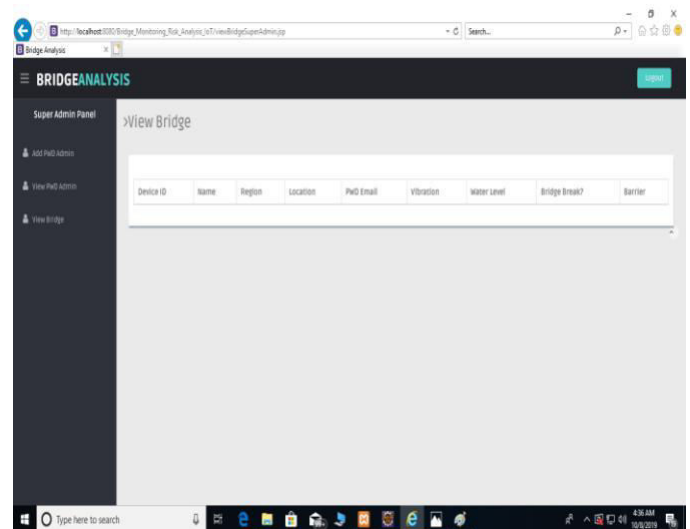 http://localhost:8080/Bridge_Monitoring_Risk_Analysis_IoT/viewBridgeSuperAdmin.jsp
Search...
Bridge Analysis
BRIDGEANALYSIS
Logout
Super Admin Panel
›View Bridge
Add PWD Admin
View PWD Admin
View Bridge
Device ID Name Region Location PWD Email Vibration Water Level Bridge Break? Barrier
Type here to search
4:36 AM
10/8/2019